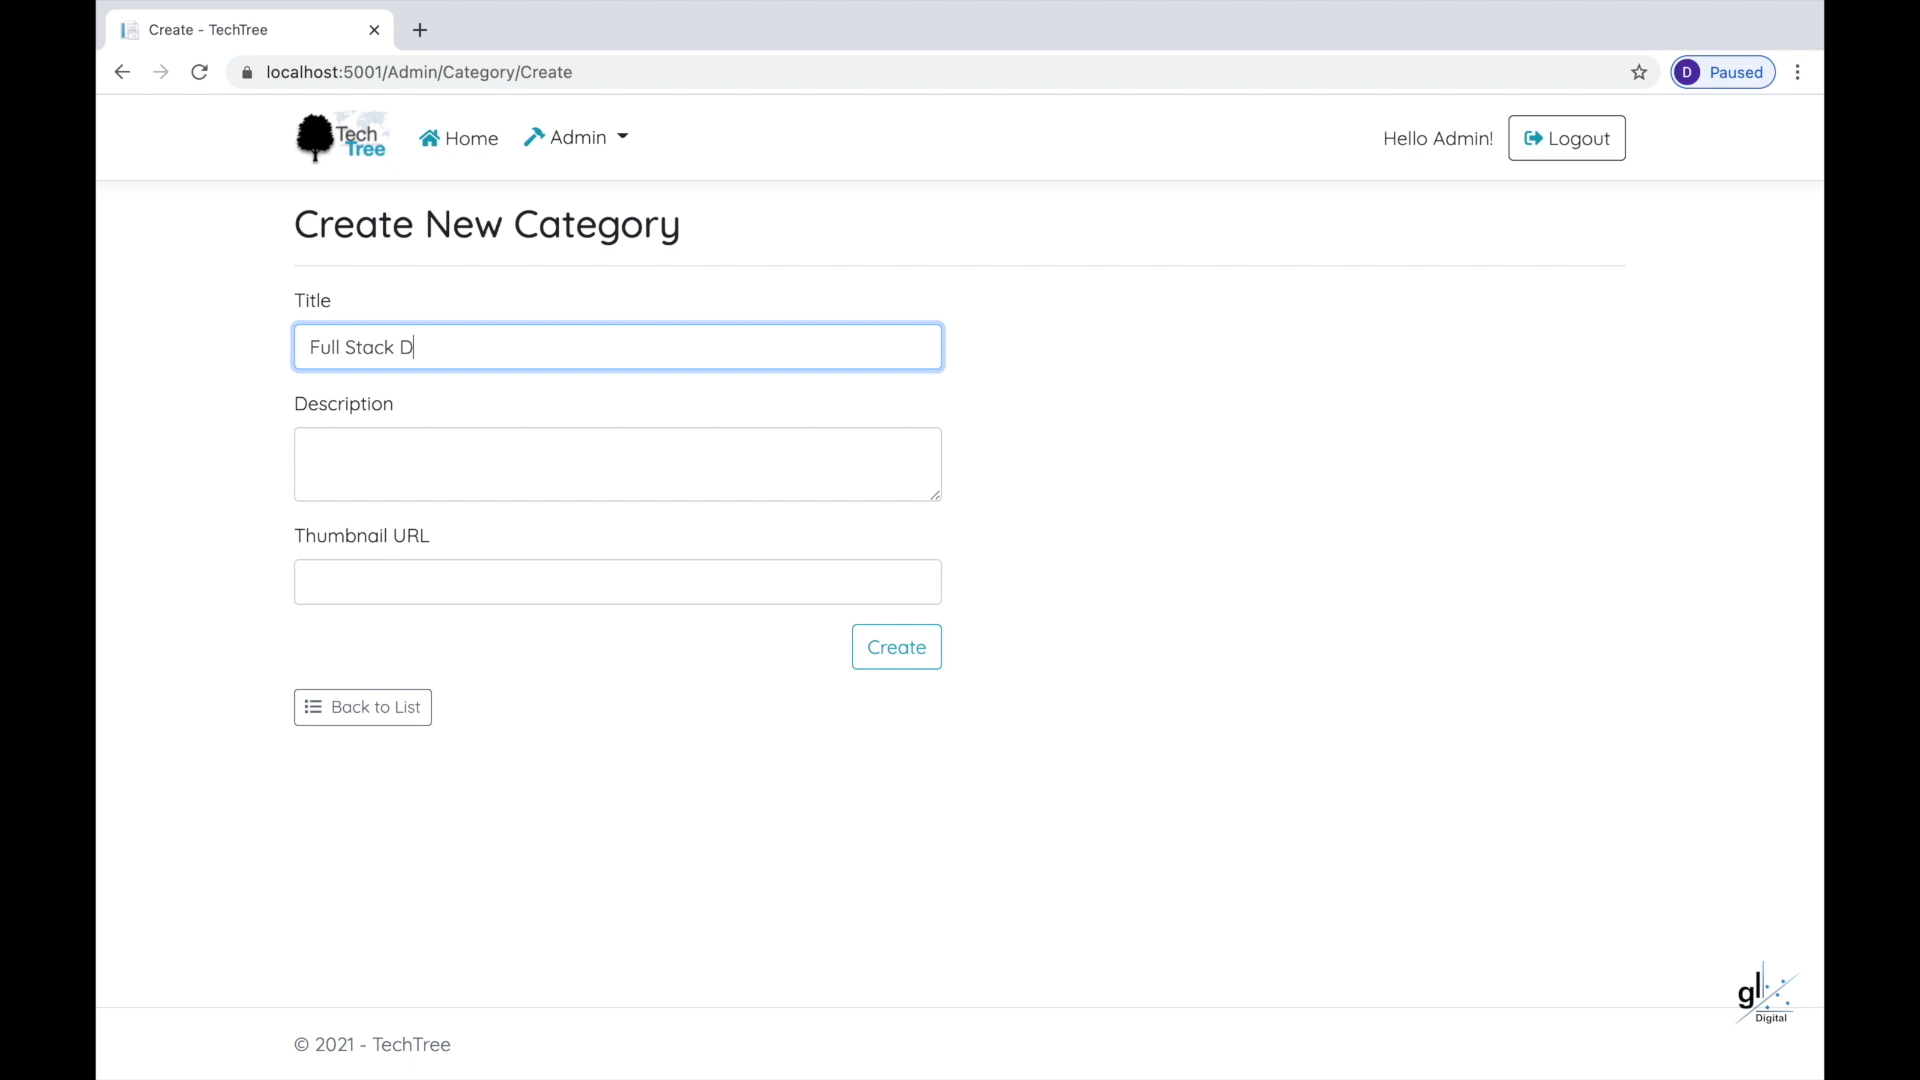 Create - TechTree
localhost:5001/Admin/Category/Create
D Paused
Tech
Tree
Home
Admin
Hello Admin!
Logout
Create New Category
Title
Full Stack D
Description
Thumbnail URL
Create
Back to List
gl
Digital
© 2021 - TechTree